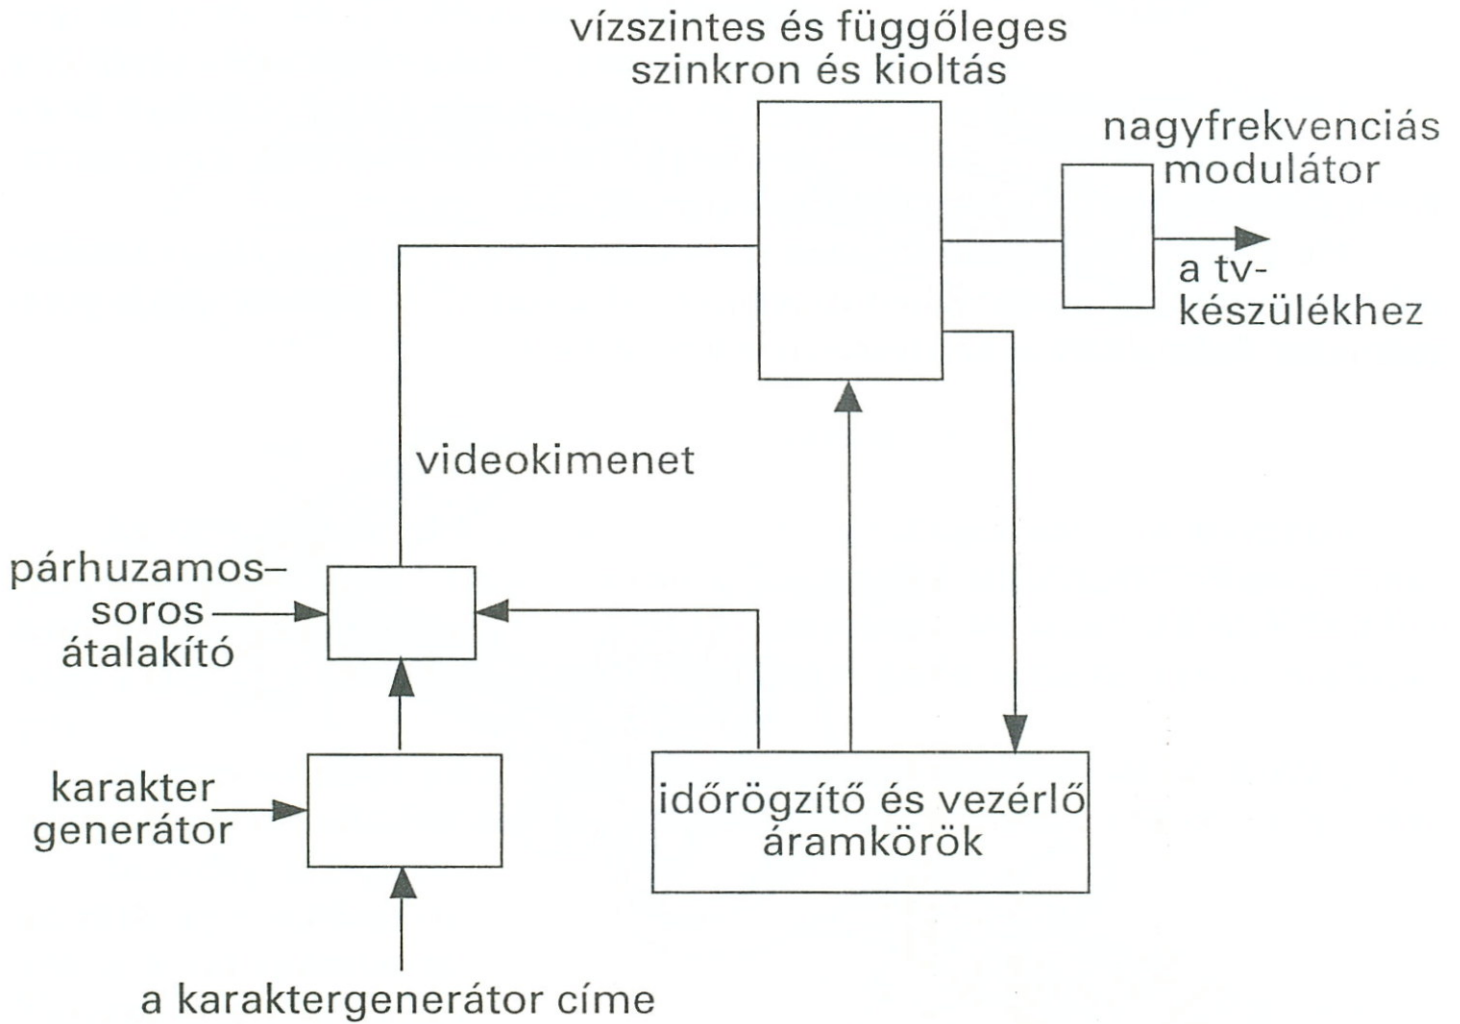 vízszintes és függőleges
szinkron és kioltás
nagyfrekvenciás
modulátor
a tv-
készülékhez
videokimenet
párhuzamos–
soros
átalakító
karakter
generátor
időrögzítő és vezérlő
áramkörök
a karaktergenerátor címe